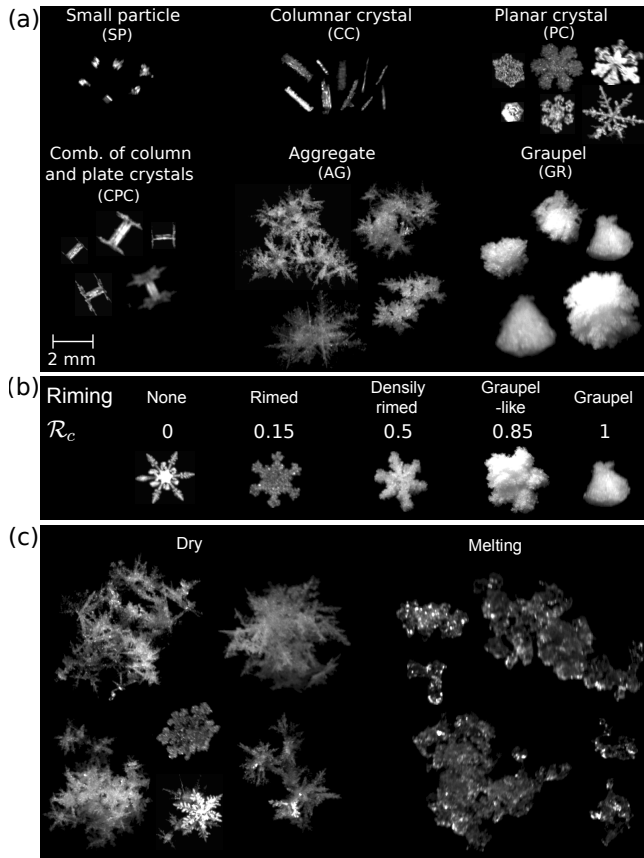 (a)
Small particle
(SP)
Columnar crystal
(CC)
Planar crystal
(PC)
Comb. of column
and plate crystals
(CPC)
Aggregate
(AG)
Graupel
(GR)
2 mm
(b)
Riming
None
Rimed
Densily
rimed
Graupel
-like
Graupel
ℛc
0
0.15
0.5
0.85
1
(c)
Dry
Melting